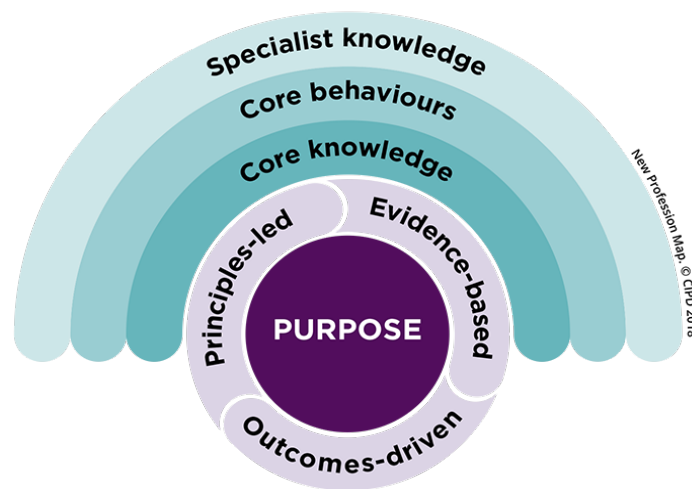 Specialist knowledge
Core behaviours
Core knowledge
Principles-led
Evidence-based
PURPOSE
Outcomes-driven
New Profession Map. © CIPD 2018